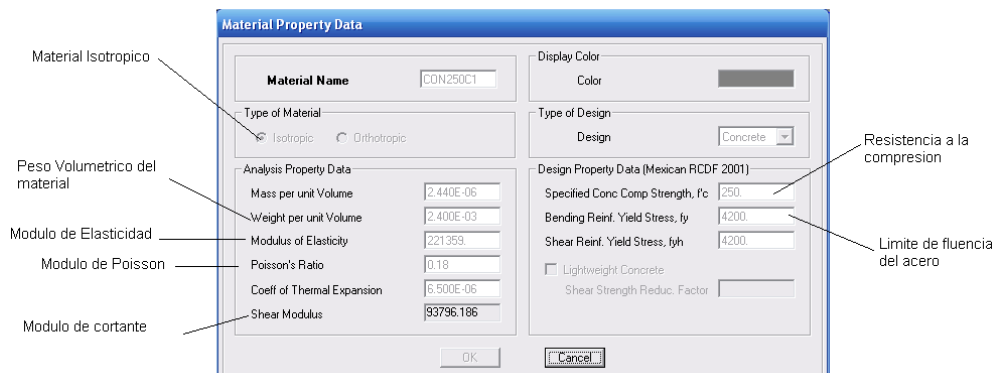 Material Property Data
Material Isotropico
Material Name CON250C1
Display Color
Color
Type of Material
Isotropic Orthotropic
Type of Design
Design Concrete
Resistencia a la
compresion
Peso Volumetrico del
material
Analysis Property Data
Mass per unit Volume 2.440E-06
Weight per unit Volume 2.400E-03
Modulus of Elasticity 221359.
Poisson's Ratio 0.18
Coeff of Thermal Expansion 6.500E-06
Shear Modulus 93796.186
Modulo de Elasticidad
Modulo de Poisson
Modulo de cortante
Design Property Data (Mexican RCDF 2001)
Specified Conc Comp Strength, f'c 250.
Bending Reinf. Yield Stress, fy 4200.
Shear Reinf. Yield Stress, fyh 4200.
Lightweight Concrete
Shear Strength Reduc. Factor
Limite de fluencia
del acero
OK Cancel